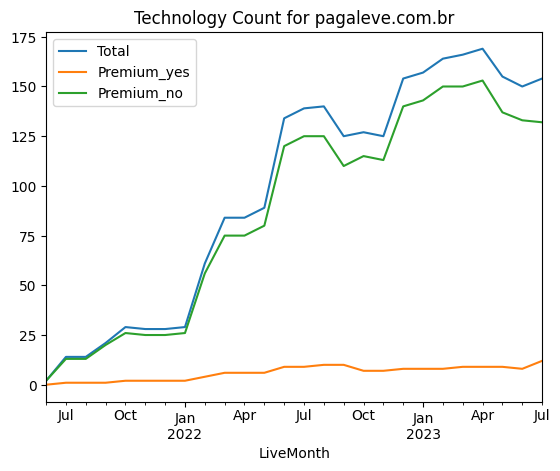 Technology Count for pagaleve.com.br
Total
Premium_yes
Premium_no
175
150
125
100
75
50
25
0
Jul Oct Jan Apr Jul Oct Jan Apr Jul
2022 2023
LiveMonth